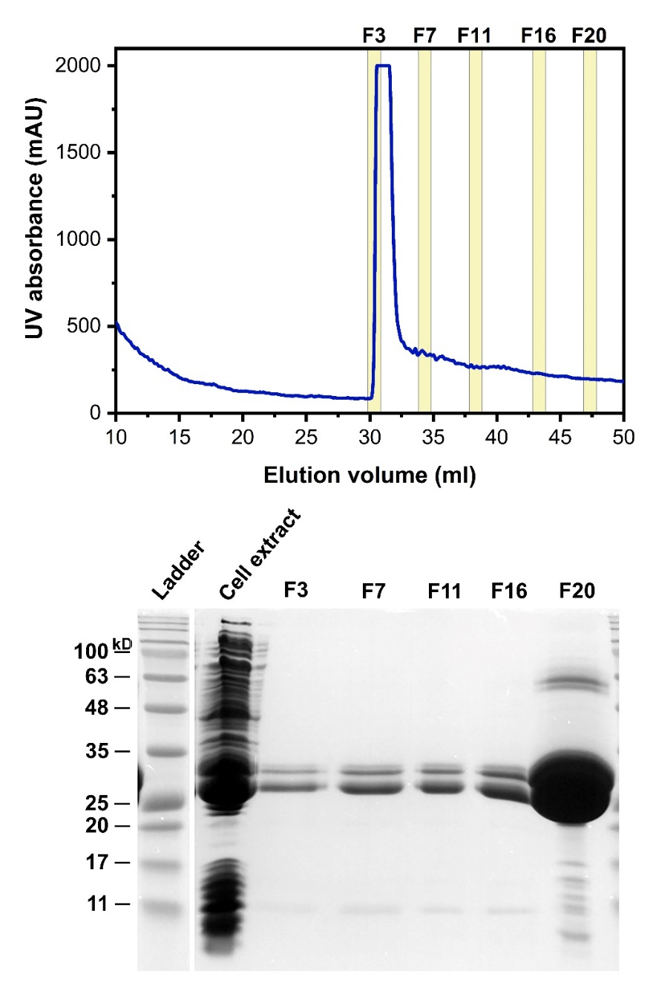 F3 F7 F11 F16 F20
UV absorbance (mAU)
2000
1500
1000
500
0
10 15 20 25 30 35 40 45 50
Elution volume (ml)
Ladder
Cell extract
F3 F7 F11 F16 F20
kD
100
63
48
35
25
20
17
11